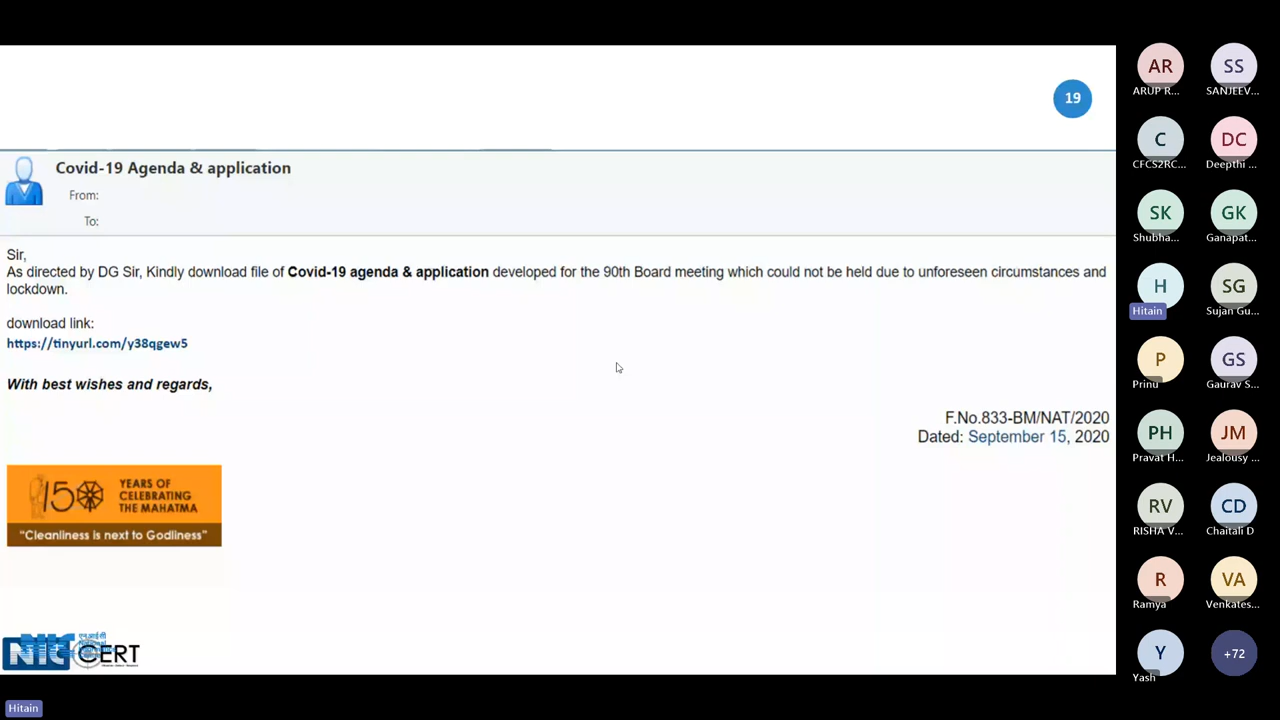 19
Covid-19 Agenda & application
From:
To:
Sir,
As directed by DG Sir, Kindly download file of Covid-19 agenda & application developed for the 90th Board meeting which could not be held due to unforeseen circumstances and
lockdown.
download link:
https://tinyurl.com/y38qgew5
With best wishes and regards,
F.No.833-BM/NAT/2020
Dated: September 15, 2020
150 YEARS OF
CELEBRATING
THE MAHATMA
“Cleanliness is next to Godliness”
NIC CERT
एन आई सी
AR SS
ARUP R... SANJEEV...
C DC
CFCS2RC... Deepthi ...
SK GK
Shubha... Ganapat...
H SG
Hitain Sujan Gu...
P GS
Prinu Gaurav S...
PH JM
Pravat H... Jealousy ...
RV CD
RISHA V... Chaitali D
R VA
Ramya Venkates...
Y +72
Yash
Hitain